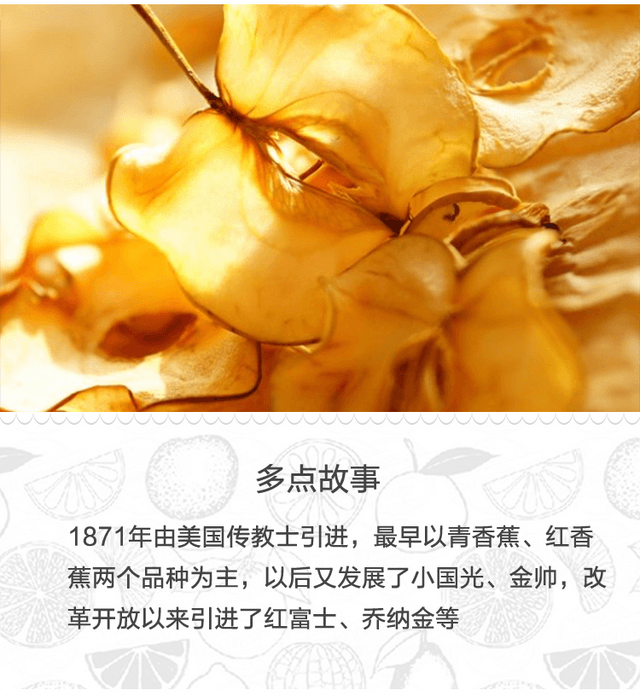 多点故事
1871年由美国传教士引进，最早以青香蕉、红香
蕉两个品种为主，以后又发展了小国光、金帅，改
革开放以来引进了红富士、乔纳金等